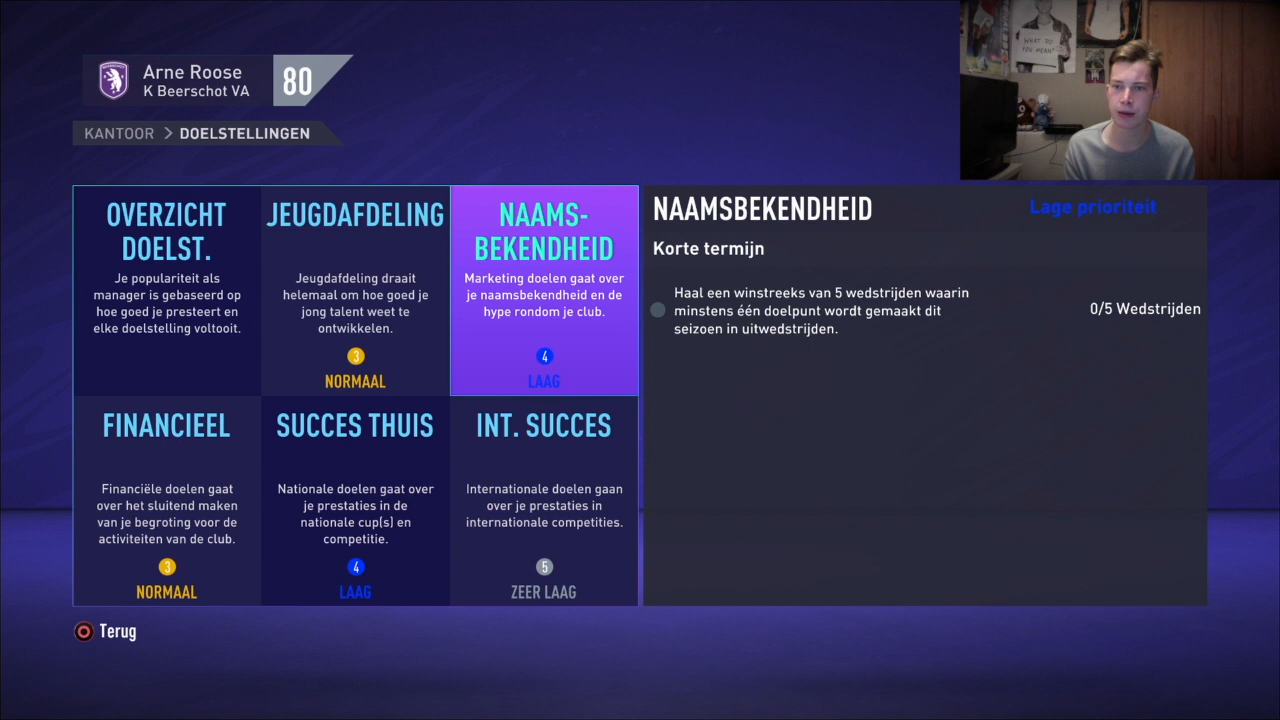 Arne Roose
K Beerschot VA
80
KANTOOR > DOELSTELLINGEN
OVERZICHT
DOELST.
Je populariteit als
manager is gebaseerd op
hoe goed je presteert en
elke doelstelling voltooit.
JEUGDAFDELING
Jeugdafdeling draait
helemaal om hoe goed je
jong talent weet te
ontwikkelen.
3
NORMAAL
NAAMS-
BEKENDHEID
Marketing doelen gaat over
je naamsbekendheid en de
hype rondom je club.
4
LAAG
FINANCIEEL
Financiële doelen gaat
over het sluitend maken
van je begroting voor de
activiteiten van de club.
3
NORMAAL
SUCCES THUIS
Nationale doelen gaat over
je prestaties in de
nationale cup(s) en
competitie.
4
LAAG
INT. SUCCES
Internationale doelen gaan
over je prestaties in
internationale competities.
5
ZEER LAAG
NAAMSBEKENDHEID
Lage prioriteit
Korte termijn
Haal een winstreeks van 5 wedstrijden waarin
minstens één doelpunt wordt gemaakt dit
seizoen in uitwedstrijden.
0/5 Wedstrijden
Terug
WHAT DO
YOU MEAN?